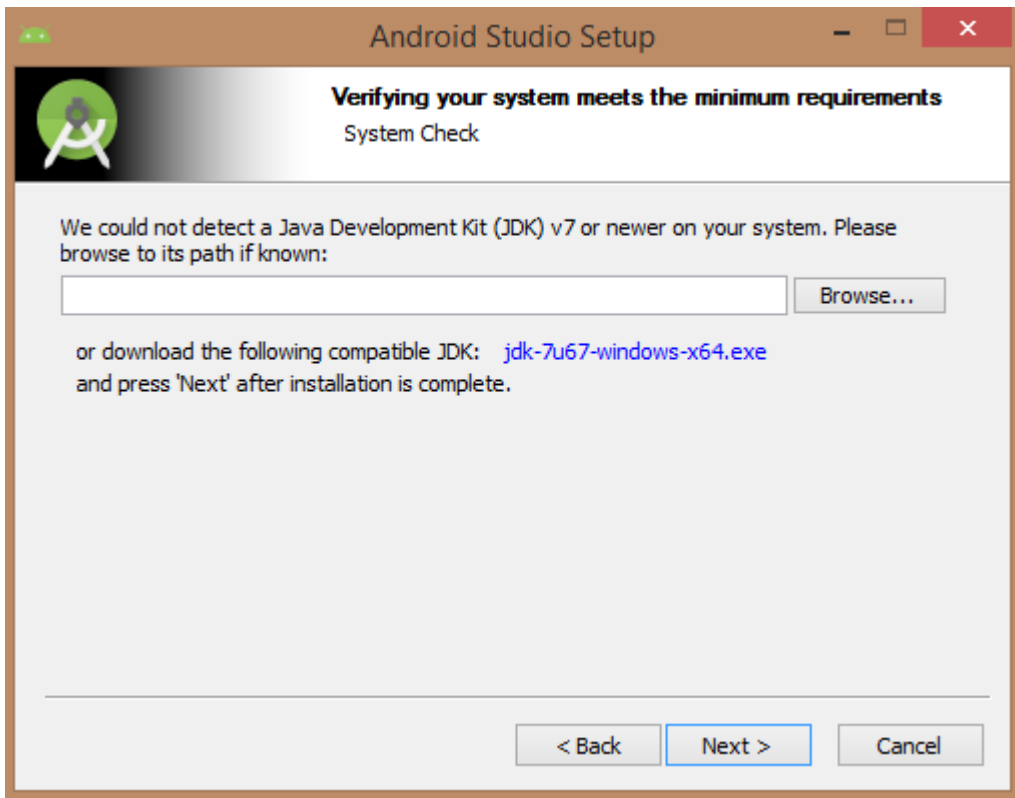 Android Studio Setup
Verifying your system meets the minimum requirements
System Check
We could not detect a Java Development Kit (JDK) v7 or newer on your system. Please
browse to its path if known:
Browse...
or download the following compatible JDK: jdk-7u67-windows-x64.exe
and press 'Next' after installation is complete.
< Back Next > Cancel